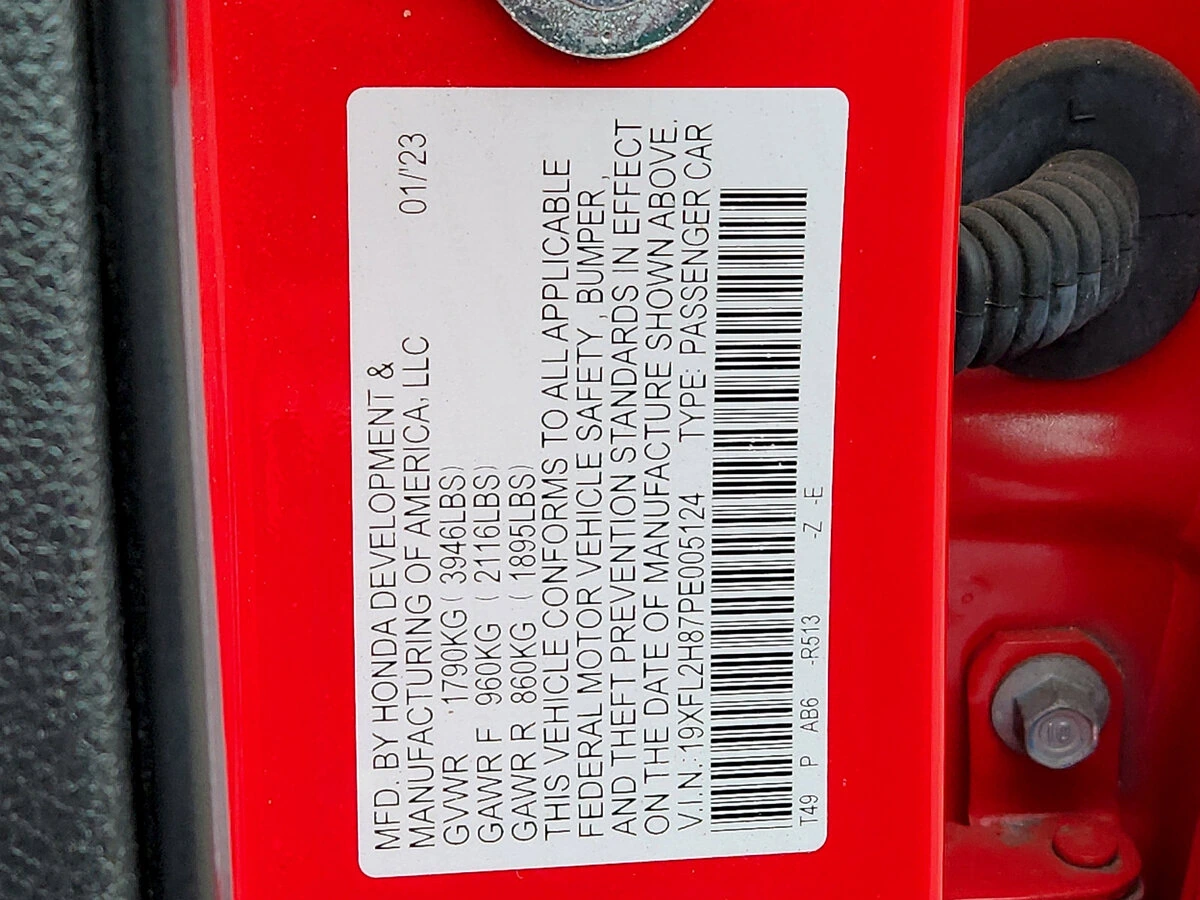 MFD. BY HONDA DEVELOPMENT &
MANUFACTURING OF AMERICA, LLC 01/'23
GVWR 1790KG ( 3946LBS)
GAWR F 960KG ( 2116LBS)
GAWR R 860KG ( 1895LBS)
THIS VEHICLE CONFORMS TO ALL APPLICABLE
FEDERAL MOTOR VEHICLE SAFETY, BUMPER,
AND THEFT PREVENTION STANDARDS IN EFFECT
ON THE DATE OF MANUFACTURE SHOWN ABOVE.
V.I.N.:19XFL2H87PE005124 TYPE: PASSENGER CAR
T49 P AB6 -R513 -Z -E
L